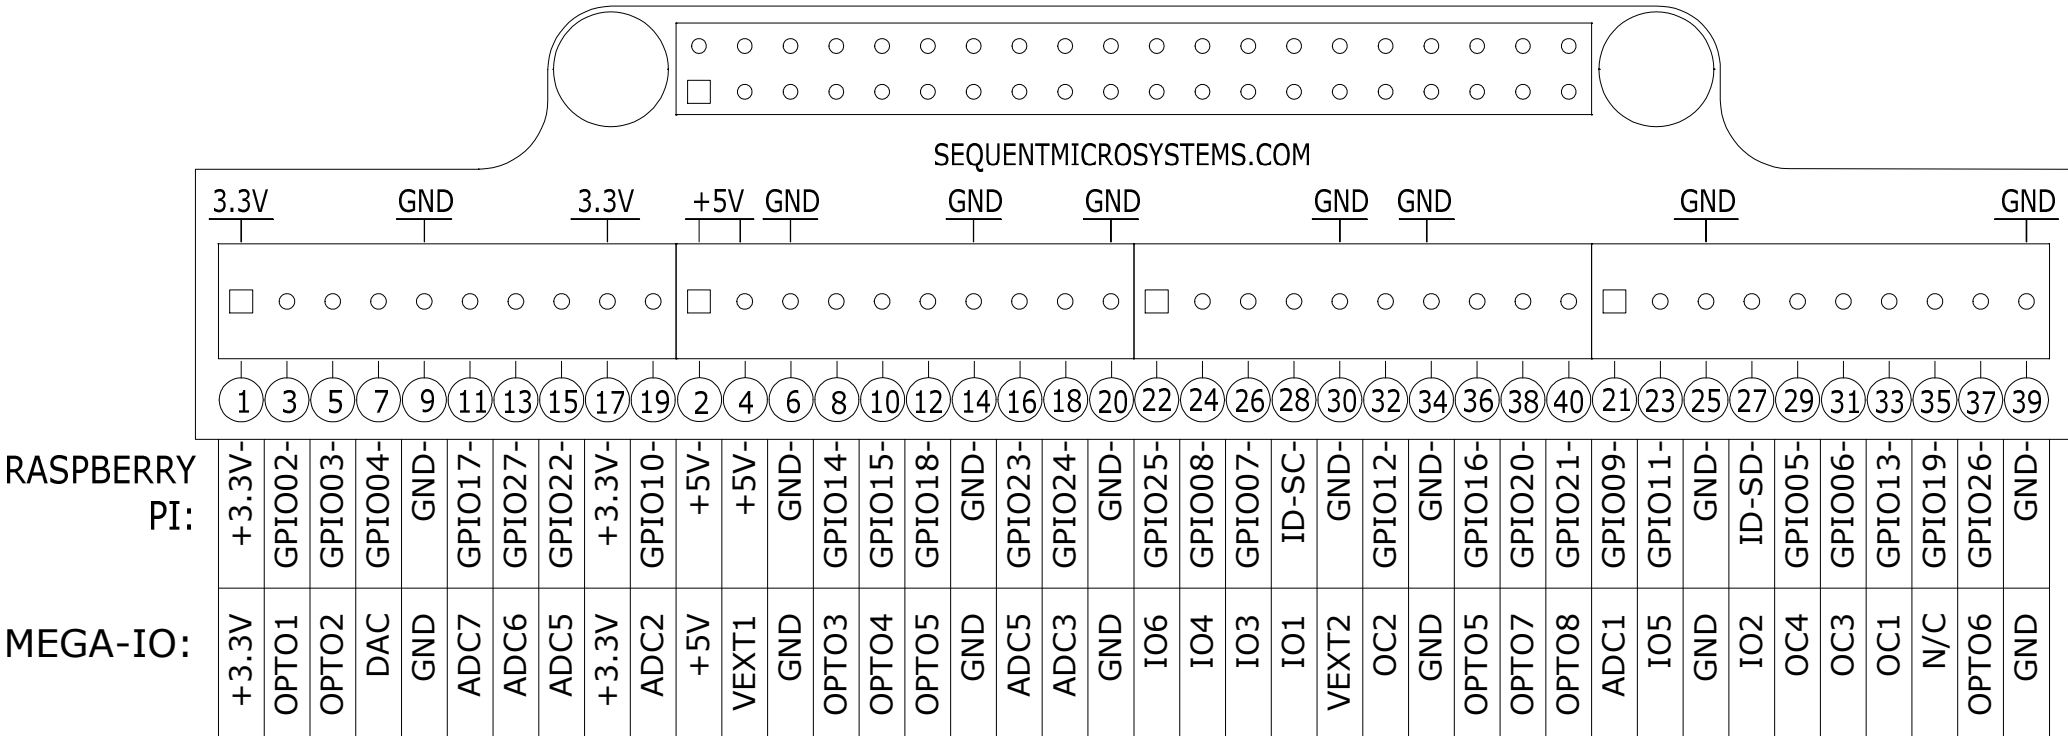 SEQUENTMICROSYSTEMS.COM
3.3V GND 3.3V +5V GND GND GND GND GND GND GND
1 3 5 7 9 11 13 15 17 19 2 4 6 8 10 12 14 16 18 20 22 24 26 28 30 32 34 36 38 40 21 23 25 27 29 31 33 35 37 39
RASPBERRY
PI:
+3.3V- GPIO02- GPIO03- GPIO04- GND- GPIO17- GPIO27- GPIO22- +3.3V- GPIO10- +5V- +5V- GND- GPIO14- GPIO15- GPIO18- GND- GPIO23- GPIO24- GND- GPIO25- GPIO08- GPIO07- ID-SC- GND- GPIO12- GND- GPIO16- GPIO20- GPIO21- GPIO09- GPIO11- GND- ID-SD- GPIO05- GPIO06- GPIO13- GPIO19- GPIO26- GND-
MEGA-IO:
+3.3V OPTO1 OPTO2 DAC GND ADC7 ADC6 ADC5 +3.3V ADC2 +5V VEXT1 GND OPTO3 OPTO4 OPTO5 GND ADC5 ADC3 GND IO6 IO4 IO3 IO1 VEXT2 OC2 GND OPTO5 OPTO7 OPTO8 ADC1 IO5 GND IO2 OC4 OC3 OC1 N/C OPTO6 GND